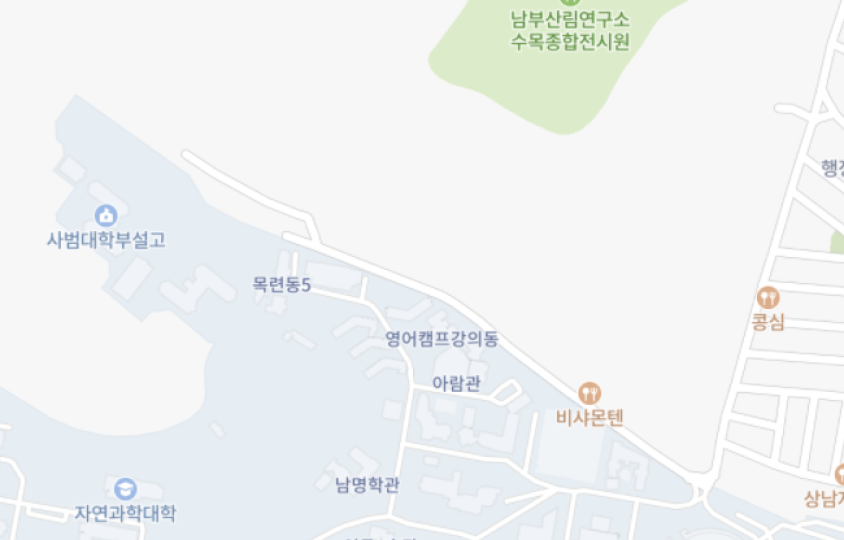 남부산림연구소
수목종합전시원
사범대학부설고
목련동5
콩심
영어캠프강의동
아람관
비샤몬텐
남명학관
자연과학대학